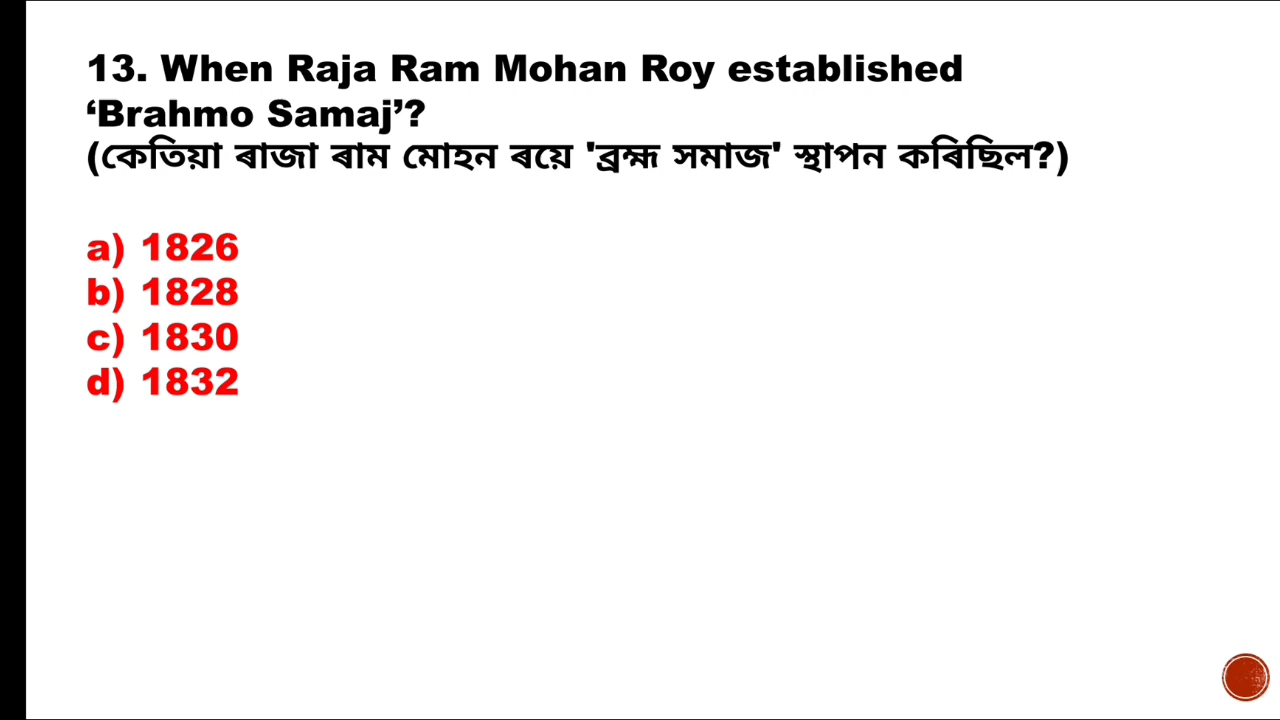 13. When Raja Ram Mohan Roy established
‘Brahmo Samaj’?
(কেতিয়া ৰাজা ৰাম মোহন ৰয়ে 'ব্ৰহ্ম সমাজ' স্থাপন কৰিছিল?)
a) 1826
b) 1828
c) 1830
d) 1832